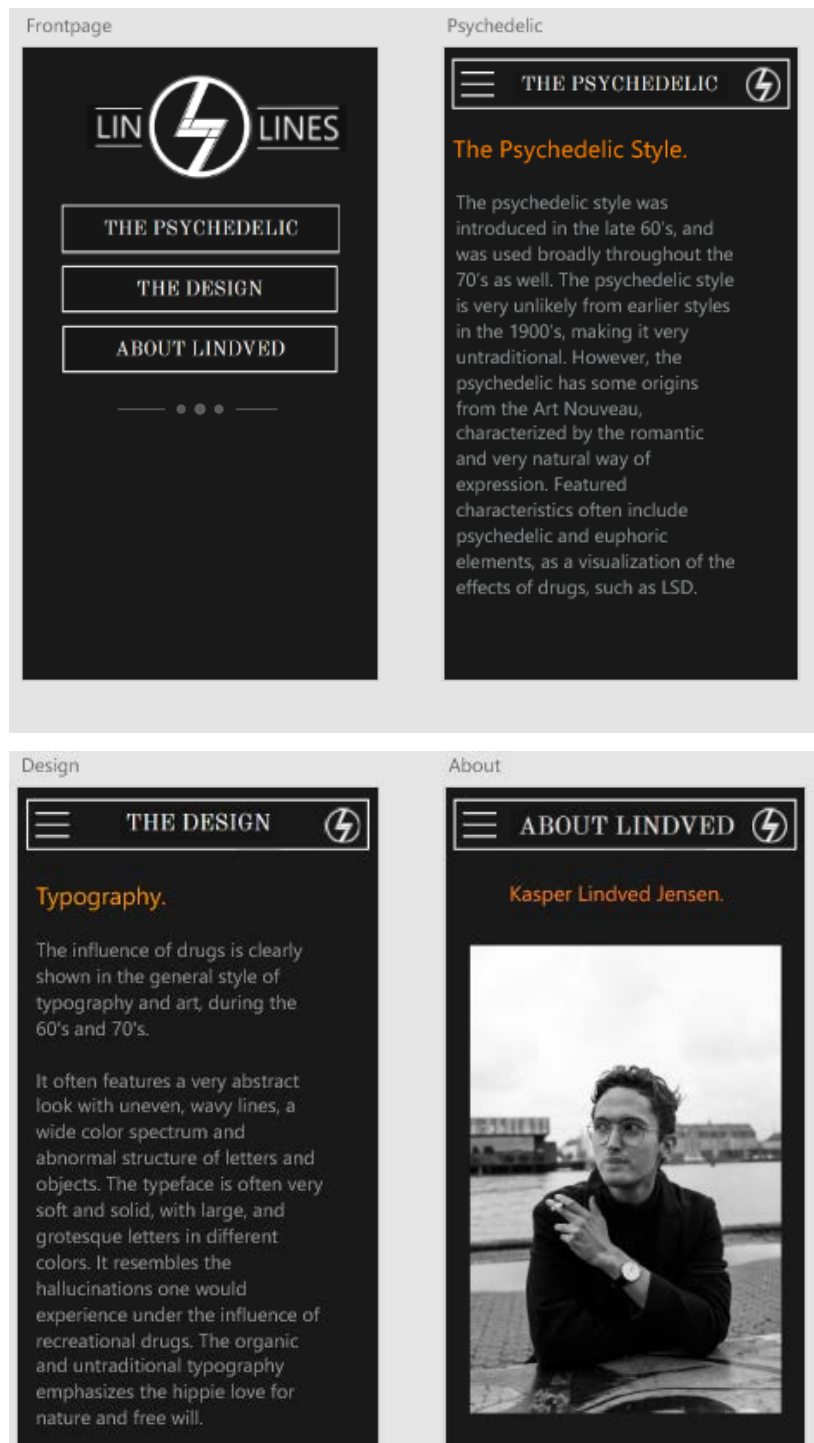 Frontpage
LIN LINES
THE PSYCHEDELIC
THE DESIGN
ABOUT LINDVED
Psychedelic
THE PSYCHEDELIC
The Psychedelic Style.
The psychedelic style was
introduced in the late 60's, and
was used broadly throughout the
70's as well. The psychedelic style
is very unlikely from earlier styles
in the 1900's, making it very
untraditional. However, the
psychedelic has some origins
from the Art Nouveau,
characterized by the romantic
and very natural way of
expression. Featured
characteristics often include
psychedelic and euphoric
elements, as a visualization of the
effects of drugs, such as LSD.
Design
THE DESIGN
Typography.
The influence of drugs is clearly
shown in the general style of
typography and art, during the
60's and 70's.
It often features a very abstract
look with uneven, wavy lines, a
wide color spectrum and
abnormal structure of letters and
objects. The typeface is often very
soft and solid, with large, and
grotesque letters in different
colors. It resembles the
hallucinations one would
experience under the influence of
recreational drugs. The organic
and untraditional typography
emphasizes the hippie love for
nature and free will.
About
ABOUT LINDVED
Kasper Lindved Jensen.